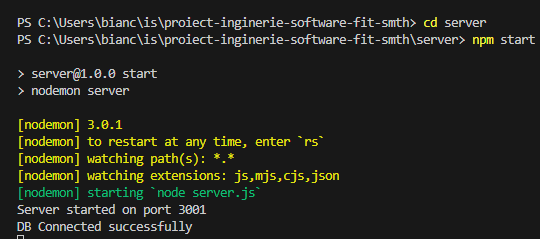 PS C:\Users\bianc\is\proiect-inginerie-software-fit-smth> cd server
PS C:\Users\bianc\is\proiect-inginerie-software-fit-smth\server> npm start
> server@1.0.0 start
> nodemon server
[nodemon] 3.0.1
[nodemon] to restart at any time, enter `rs`
[nodemon] watching path(s): *.*
[nodemon] watching extensions: js,mjs,cjs,json
[nodemon] starting `node server.js`
Server started on port 3001
DB Connected successfully